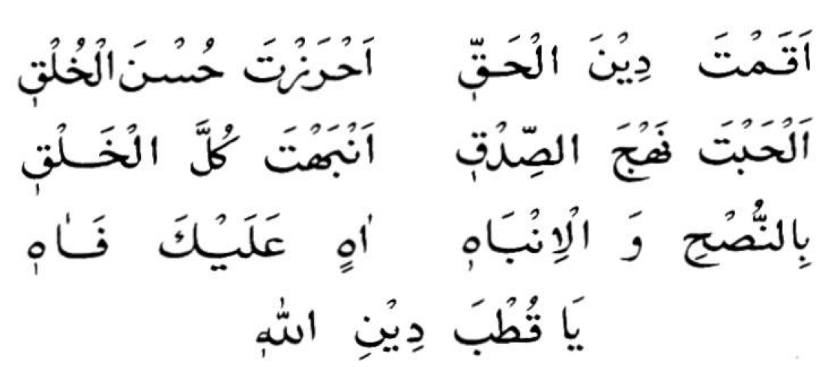 اَقَمْتَ دِيْنَ الْحَقِّ اَحْرَزْتَ حُسْنَ الْخُلْقِ
اَلْحَبْتَ نَهْجَ الصِّدْقِ اَنْبَهْتَ كُلَّ الْخَلْقِ
بِالنُّصْحِ وَ الْاِنْبَاهِ اٰهٍ عَلَيْكَ فَاٰهِ
يَا قُطْبَ دِيْنِ اللّٰهِ